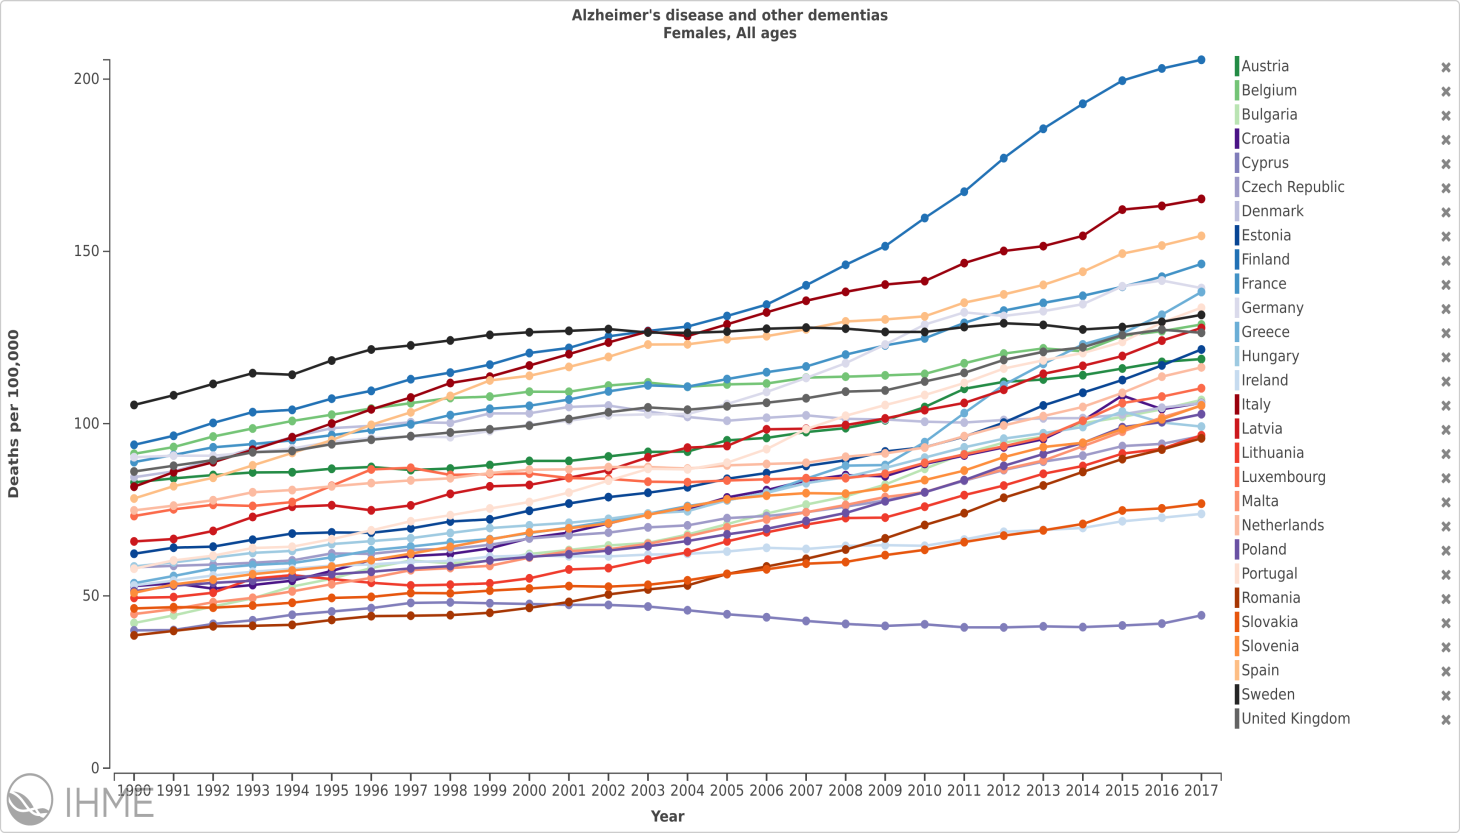 Alzheimer's disease and other dementias
Females, All ages
Deaths per 100,000
200
150
100
50
0
1990 1991 1992 1993 1994 1995 1996 1997 1998 1999 2000 2001 2002 2003 2004 2005 2006 2007 2008 2009 2010 2011 2012 2013 2014 2015 2016 2017
Year
IHME
Austria
Belgium
Bulgaria
Croatia
Cyprus
Czech Republic
Denmark
Estonia
Finland
France
Germany
Greece
Hungary
Ireland
Italy
Latvia
Lithuania
Luxembourg
Malta
Netherlands
Poland
Portugal
Romania
Slovakia
Slovenia
Spain
Sweden
United Kingdom